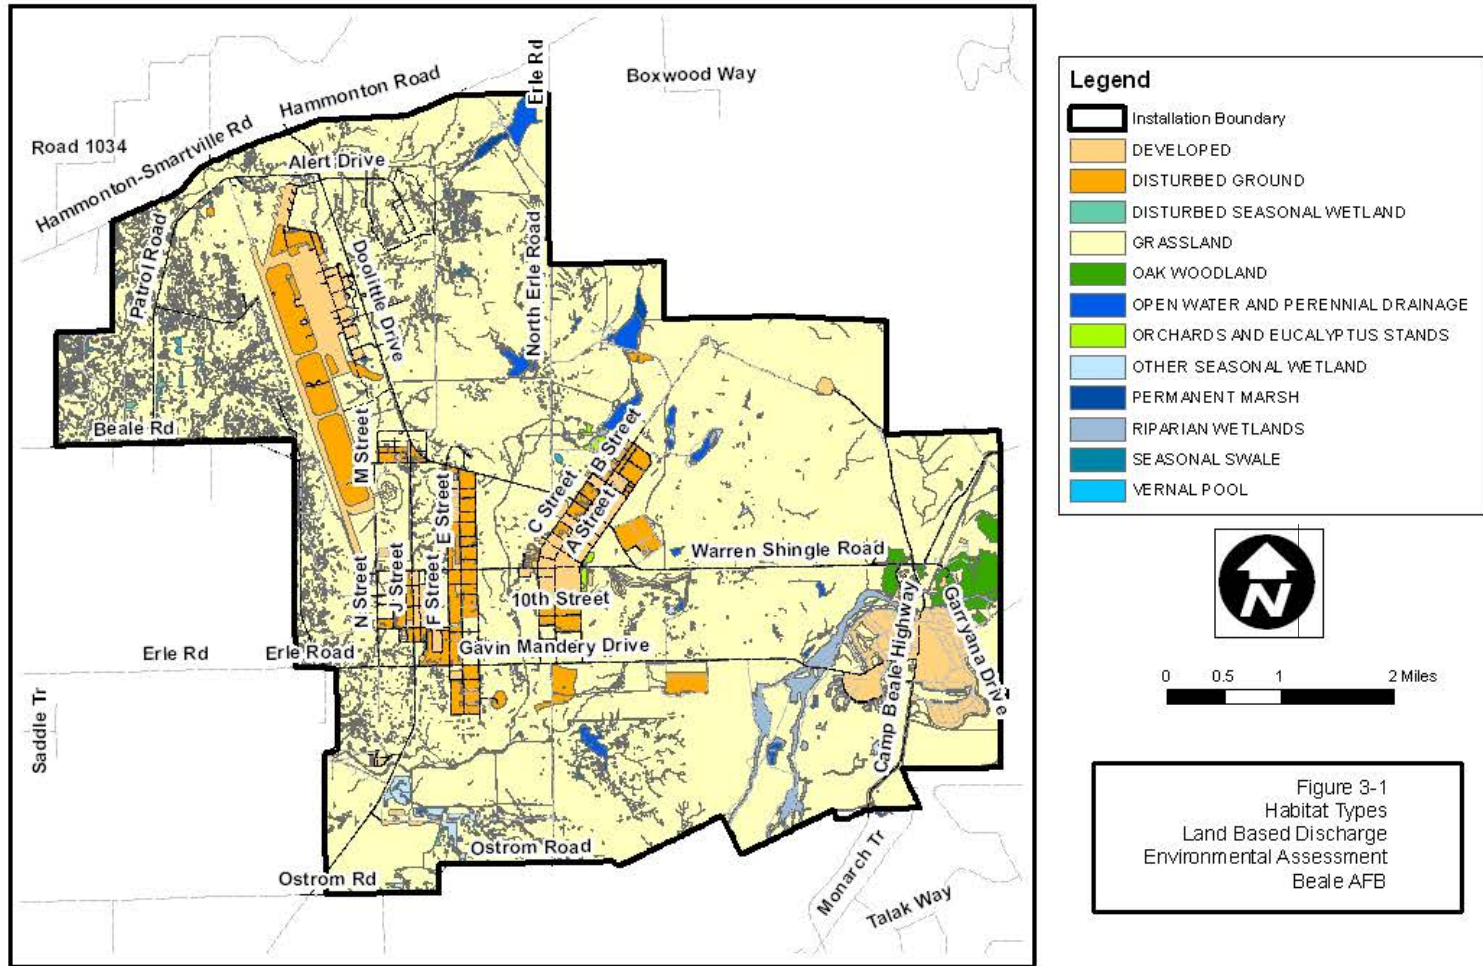 Erle Rd
Boxwood Way
Hammonton Road
Hammonton-Smartville Rd
Road 1034
Alert Drive
Patrol Road
Doolittle Drive
North Erle Road
Beale Rd
M Street
E Street
C Street
B Street
A Street
Warren Shingle Road
N Street
J Street
F Street
10th Street
Garryana Drive
Camp Beale Highway
Gavin Mandery Drive
Erle Rd
Erle Road
Saddle Tr
Ostrom Road
Ostrom Rd
Monarch Tr
Talak Way
Legend
Installation Boundary
DEVELOPED
DISTURBED GROUND
DISTURBED SEASONAL WETLAND
GRASSLAND
OAK WOODLAND
OPEN WATER AND PERENNIAL DRAINAGE
ORCHARDS AND EUCALYPTUS STANDS
OTHER SEASONAL WETLAND
PERMANENT MARSH
RIPARIAN WETLANDS
SEASONAL SWALE
VERNAL POOL
N
0 0.5 1 2 Miles
Figure 3-1
Habitat Types
Land Based Discharge
Environmental Assessment
Beale AFB